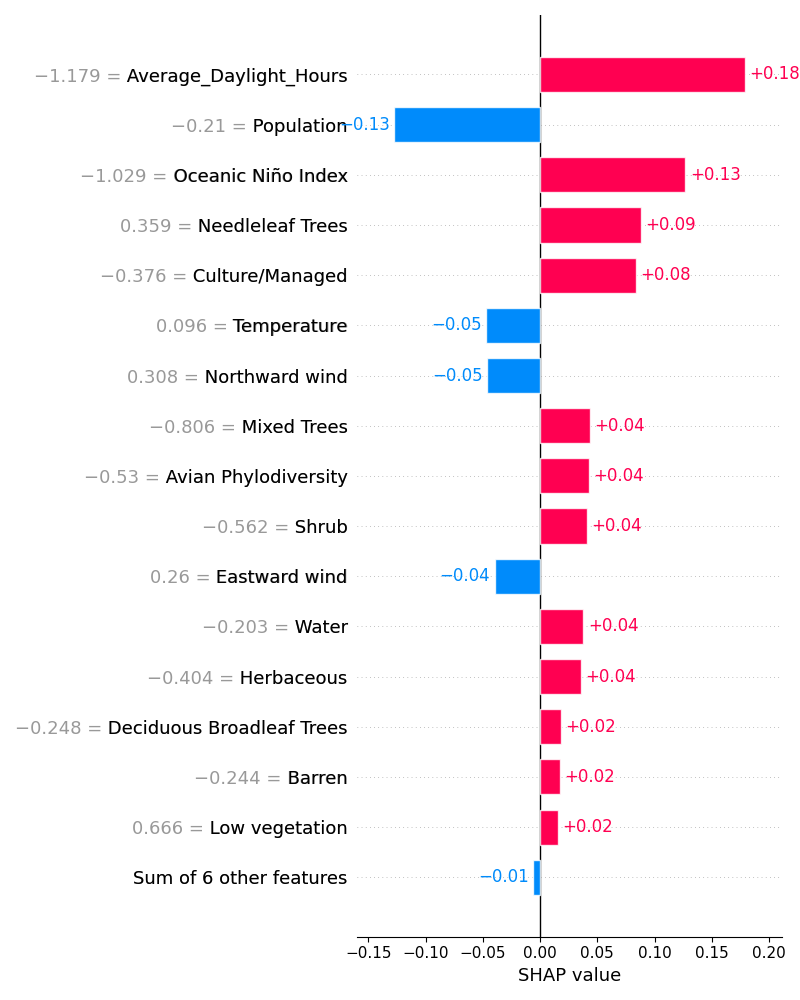 −1.179 = Average_Daylight_Hours +0.18
−0.21 = Population −0.13
−1.029 = Oceanic Niño Index +0.13
0.359 = Needleleaf Trees +0.09
−0.376 = Culture/Managed +0.08
0.096 = Temperature −0.05
0.308 = Northward wind −0.05
−0.806 = Mixed Trees +0.04
−0.53 = Avian Phylodiversity +0.04
−0.562 = Shrub +0.04
0.26 = Eastward wind −0.04
−0.203 = Water +0.04
−0.404 = Herbaceous +0.04
−0.248 = Deciduous Broadleaf Trees +0.02
−0.244 = Barren +0.02
0.666 = Low vegetation +0.02
Sum of 6 other features −0.01
−0.15 −0.10 −0.05 0.00 0.05 0.10 0.15 0.20
SHAP value